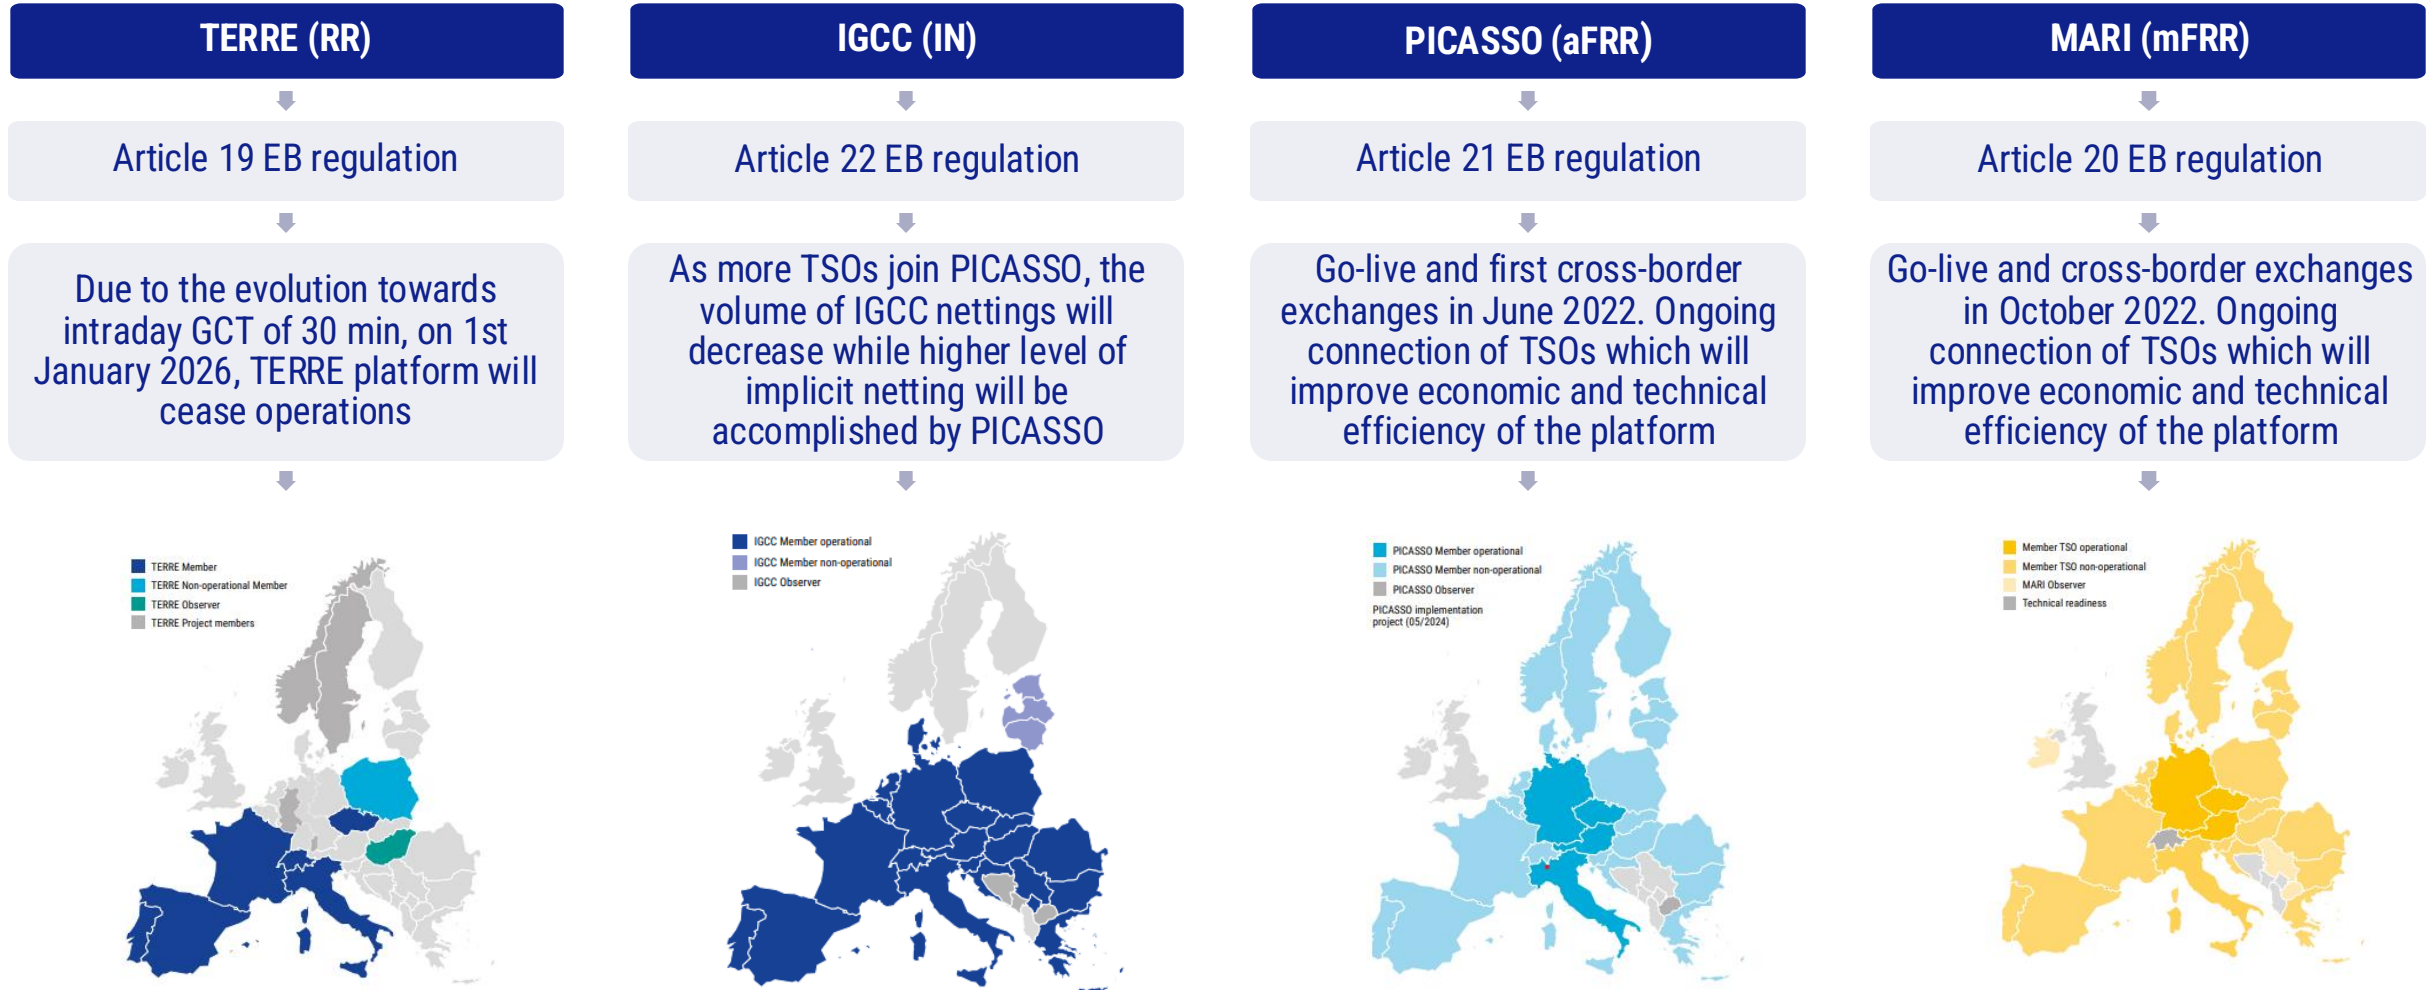 TERRE (RR)
Article 19 EB regulation
Due to the evolution towards
intraday GCT of 30 min, on 1st
January 2026, TERRE platform will
cease operations
TERRE Member
TERRE Non-operational Member
TERRE Observer
TERRE Project members
IGCC (IN)
Article 22 EB regulation
As more TSOs join PICASSO, the
volume of IGCC nettings will
decrease while higher level of
implicit netting will be
accomplished by PICASSO
IGCC Member operational
IGCC Member non-operational
IGCC Observer
PICASSO (aFRR)
Article 21 EB regulation
Go-live and first cross-border
exchanges in June 2022. Ongoing
connection of TSOs which will
improve economic and technical
efficiency of the platform
PICASSO Member operational
PICASSO Member non-operational
PICASSO Observer
PICASSO implementation
project (05/2024)
MARI (mFRR)
Article 20 EB regulation
Go-live and cross-border exchanges
in October 2022. Ongoing
connection of TSOs which will
improve economic and technical
efficiency of the platform
Member TSO operational
Member TSO non-operational
MARI Observer
Technical readiness